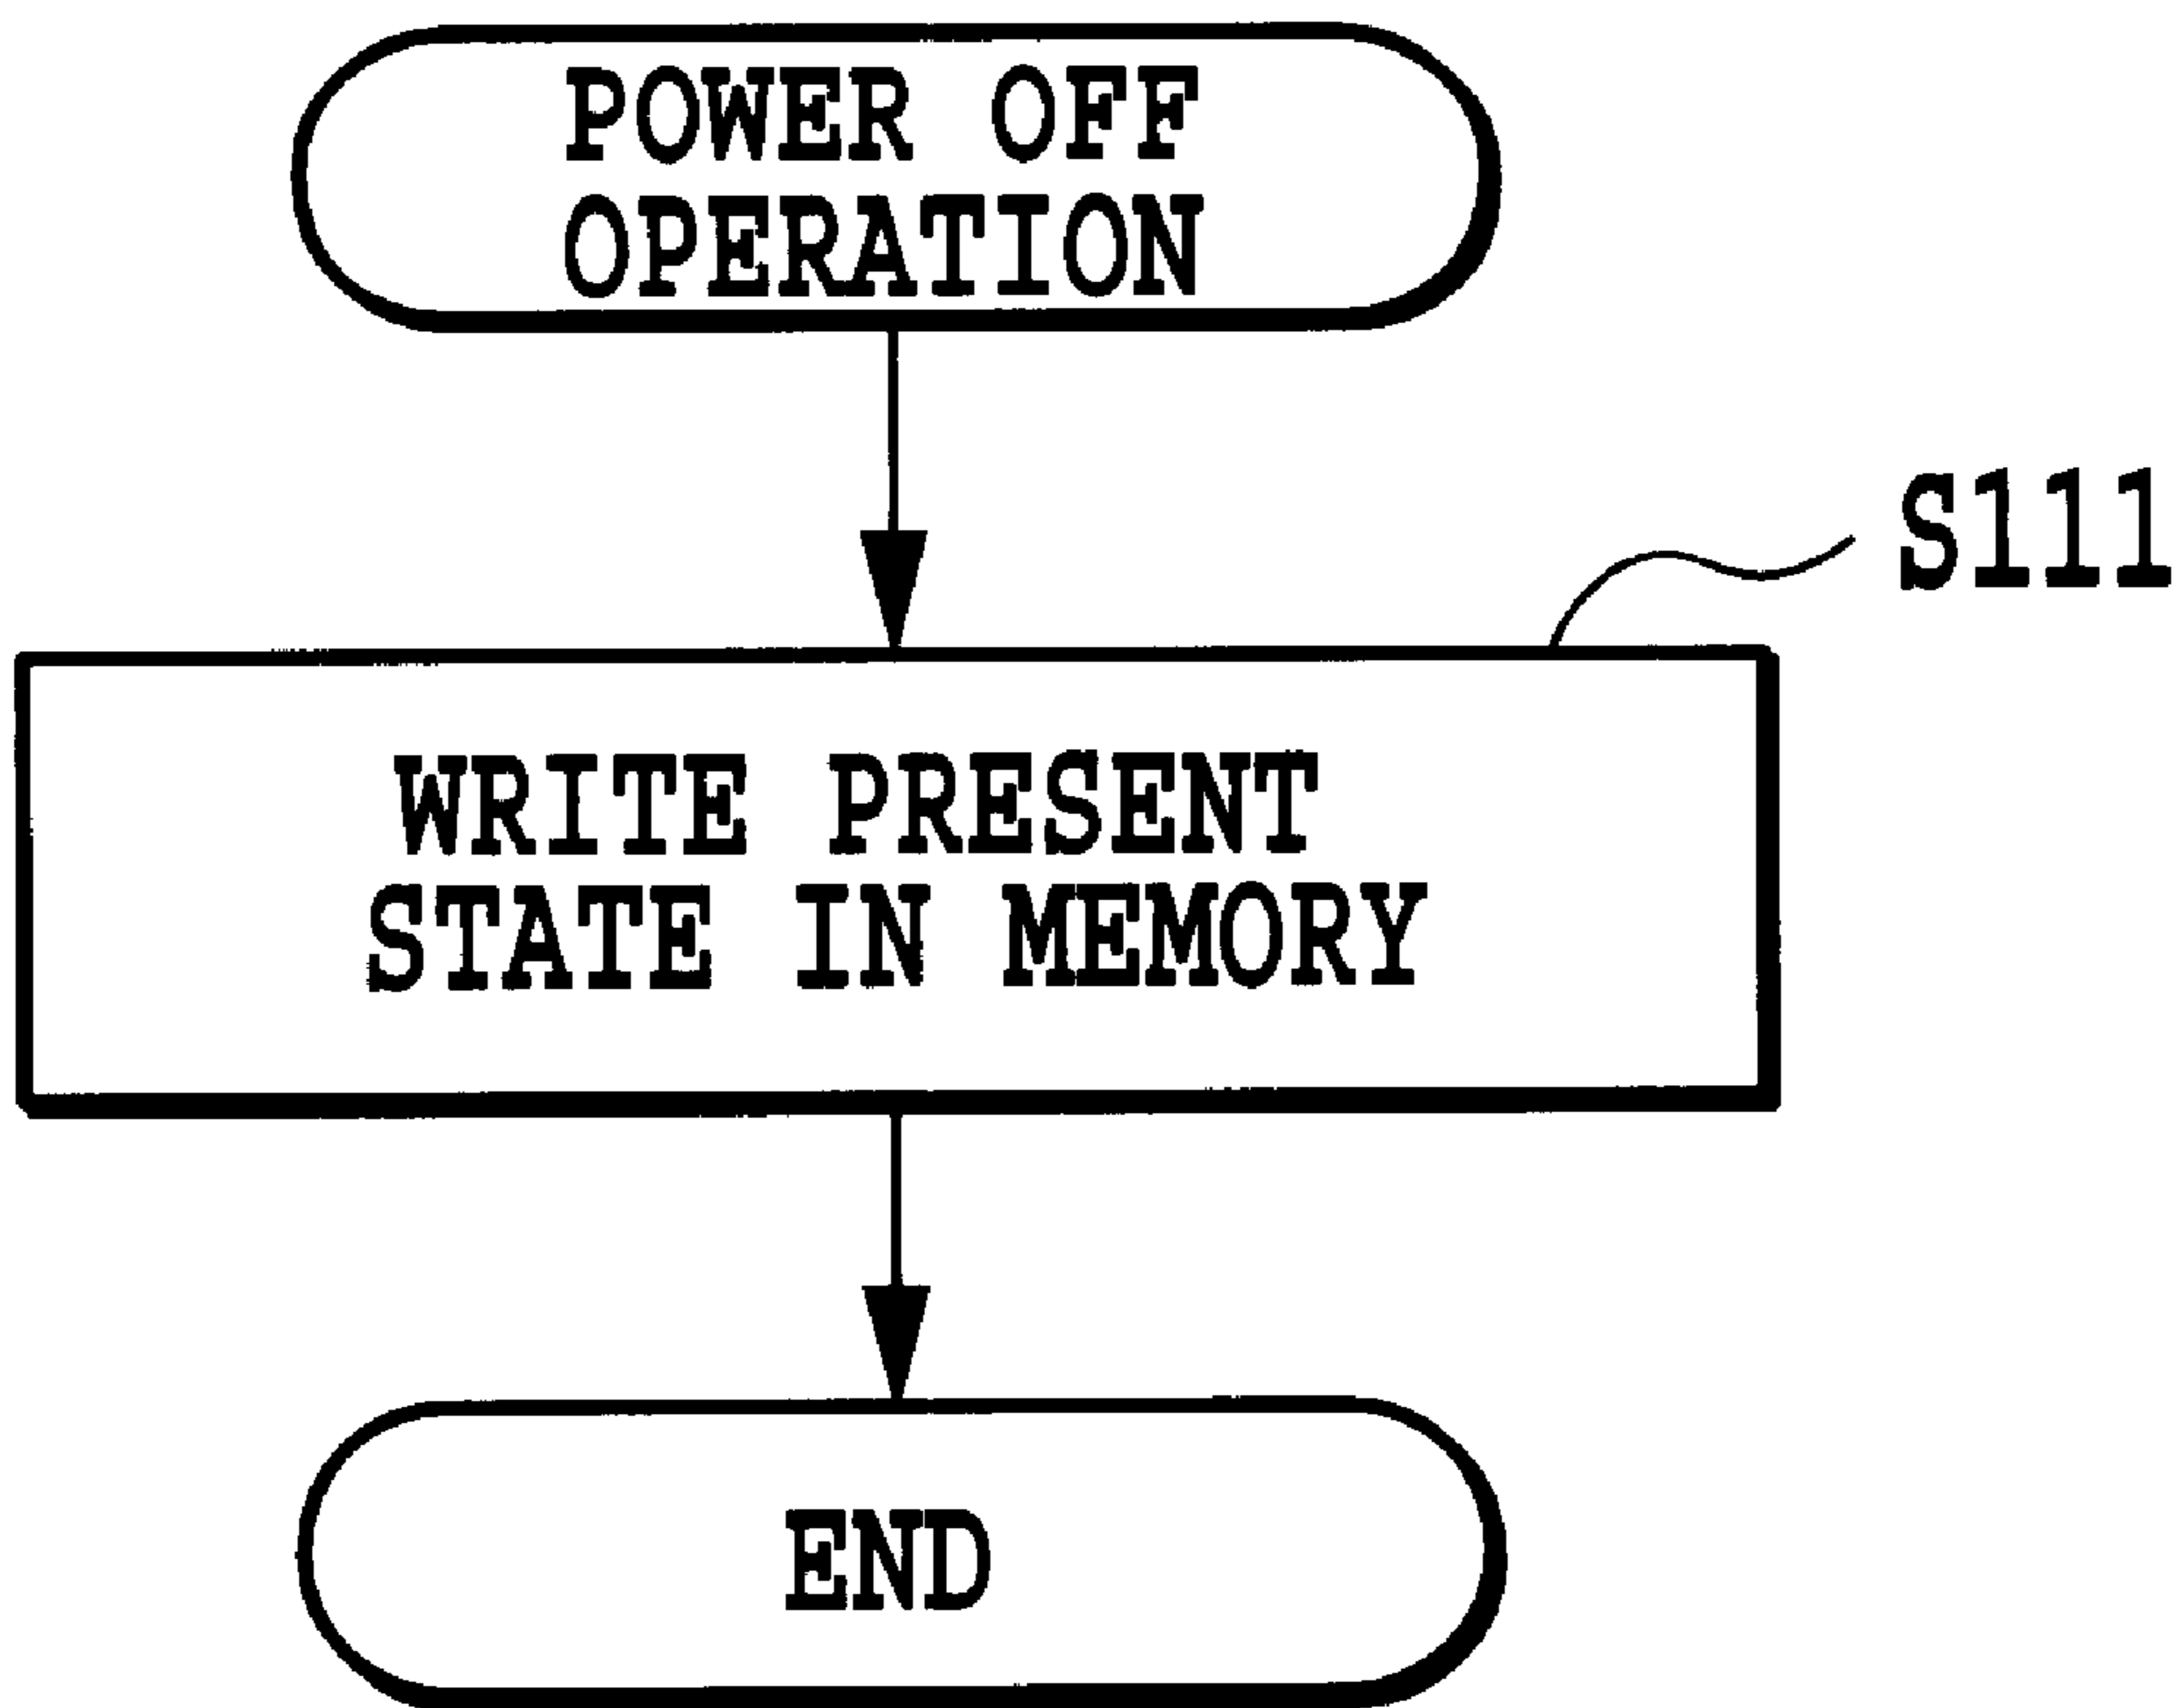 POWER OFF
OPERATION
S111
WRITE PRESENT
STATE IN MEMORY
END